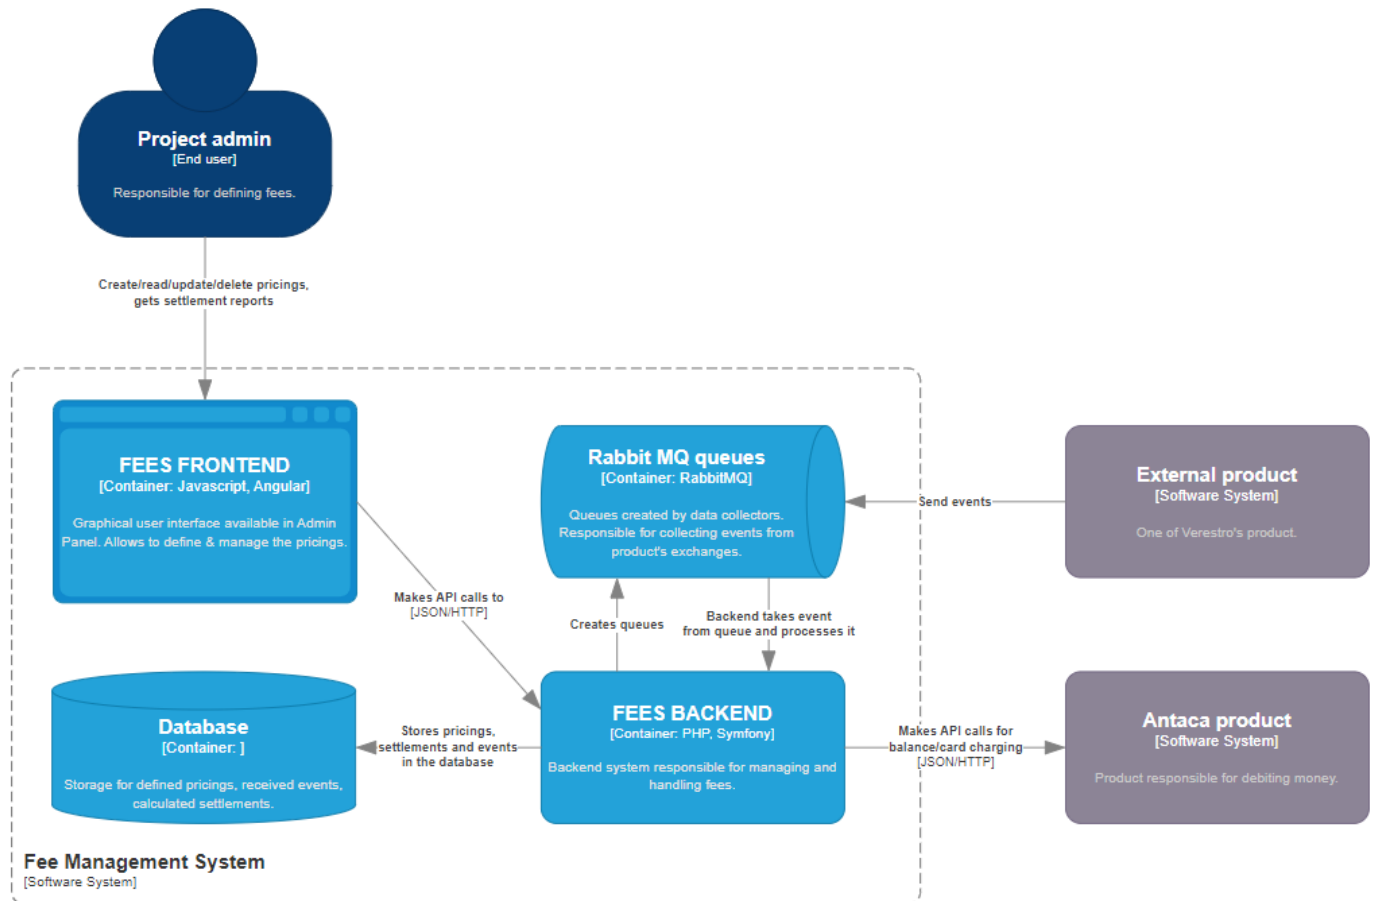 Project admin
[End user]
Responsible for defining fees.
Create/read/update/delete pricings,
gets settlement reports
FEES FRONTEND
[Container: Javascript, Angular]
Graphical user interface available in Admin
Panel. Allows to define & manage the pricings.
Rabbit MQ queues
[Container: RabbitMQ]
Queues created by data collectors.
Responsible for collecting events from
product's exchanges.
Send events
External product
[Software System]
One of Verestro's product.
Makes API calls to
[JSON/HTTP]
Creates queues
Backend takes event
from queue and processes it
Database
[Container: ]
Storage for defined pricings, received events,
calculated settlements.
Stores pricings,
settlements and events
in the database
FEES BACKEND
[Container: PHP, Symfony]
Backend system responsible for managing and
handling fees.
Makes API calls for
balance/card charging
[JSON/HTTP]
Antaca product
[Software System]
Product responsible for debiting money.
Fee Management System
[Software System]